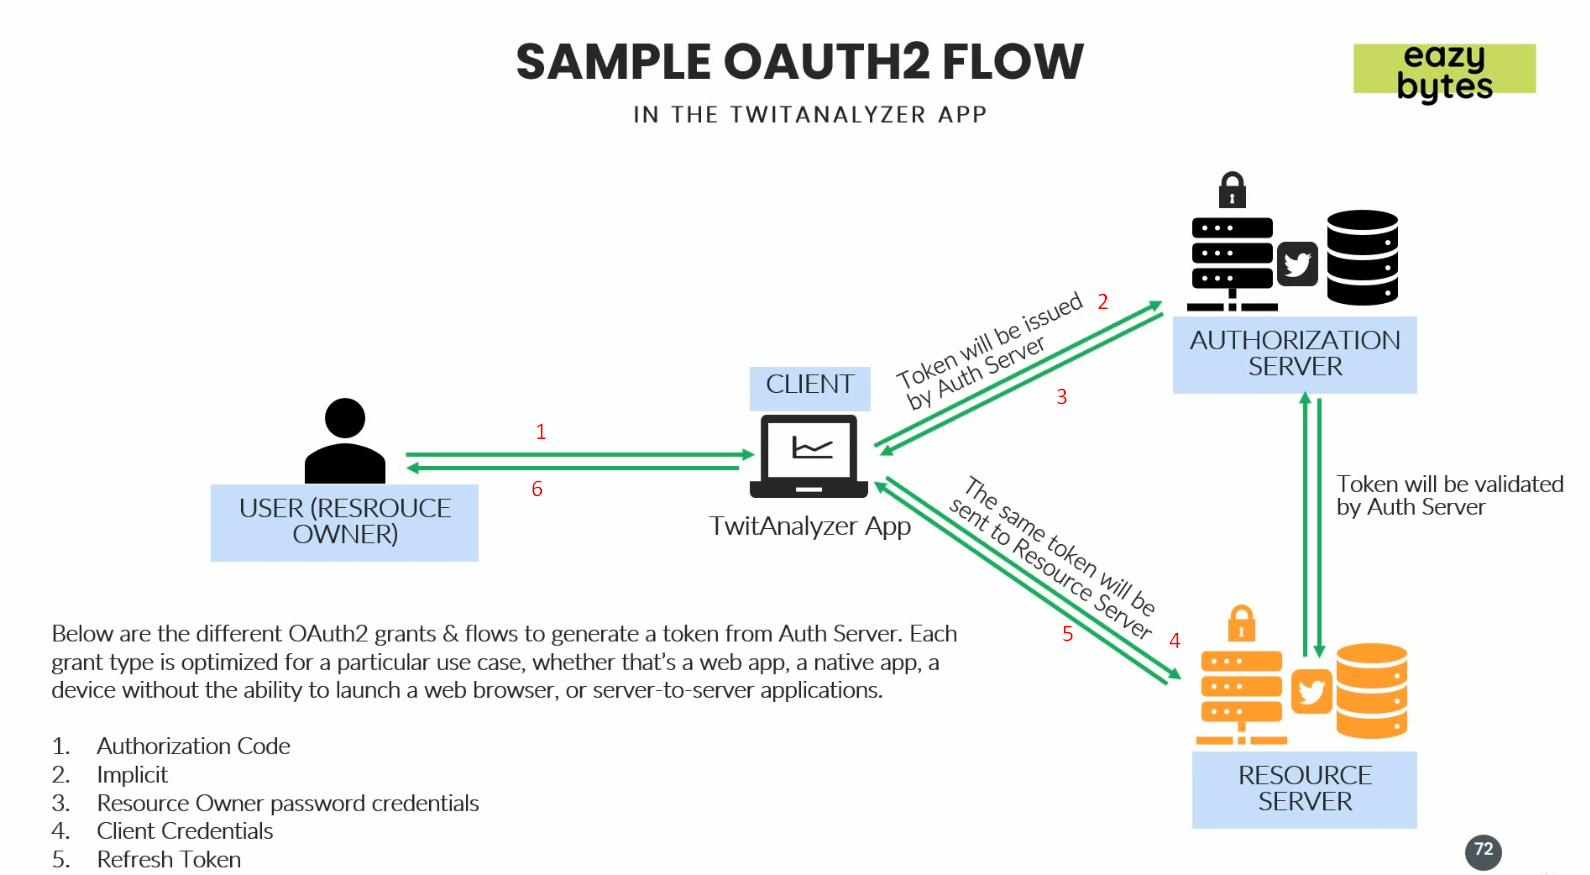 SAMPLE OAUTH2 FLOW
IN THE TWITANALYZER APP
eazy
bytes
Token will be issued
by Auth Server
2
3
AUTHORIZATION
SERVER
CLIENT
1
6
USER (RESROUCE
OWNER)
TwitAnalyzer App
The same token will be
sent to Resource Server
5
4
Token will be validated
by Auth Server
RESOURCE
SERVER
Below are the different OAuth2 grants & flows to generate a token from Auth Server. Each
grant type is optimized for a particular use case, whether that’s a web app, a native app, a
device without the ability to launch a web browser, or server-to-server applications.
1. Authorization Code
2. Implicit
3. Resource Owner password credentials
4. Client Credentials
5. Refresh Token
72